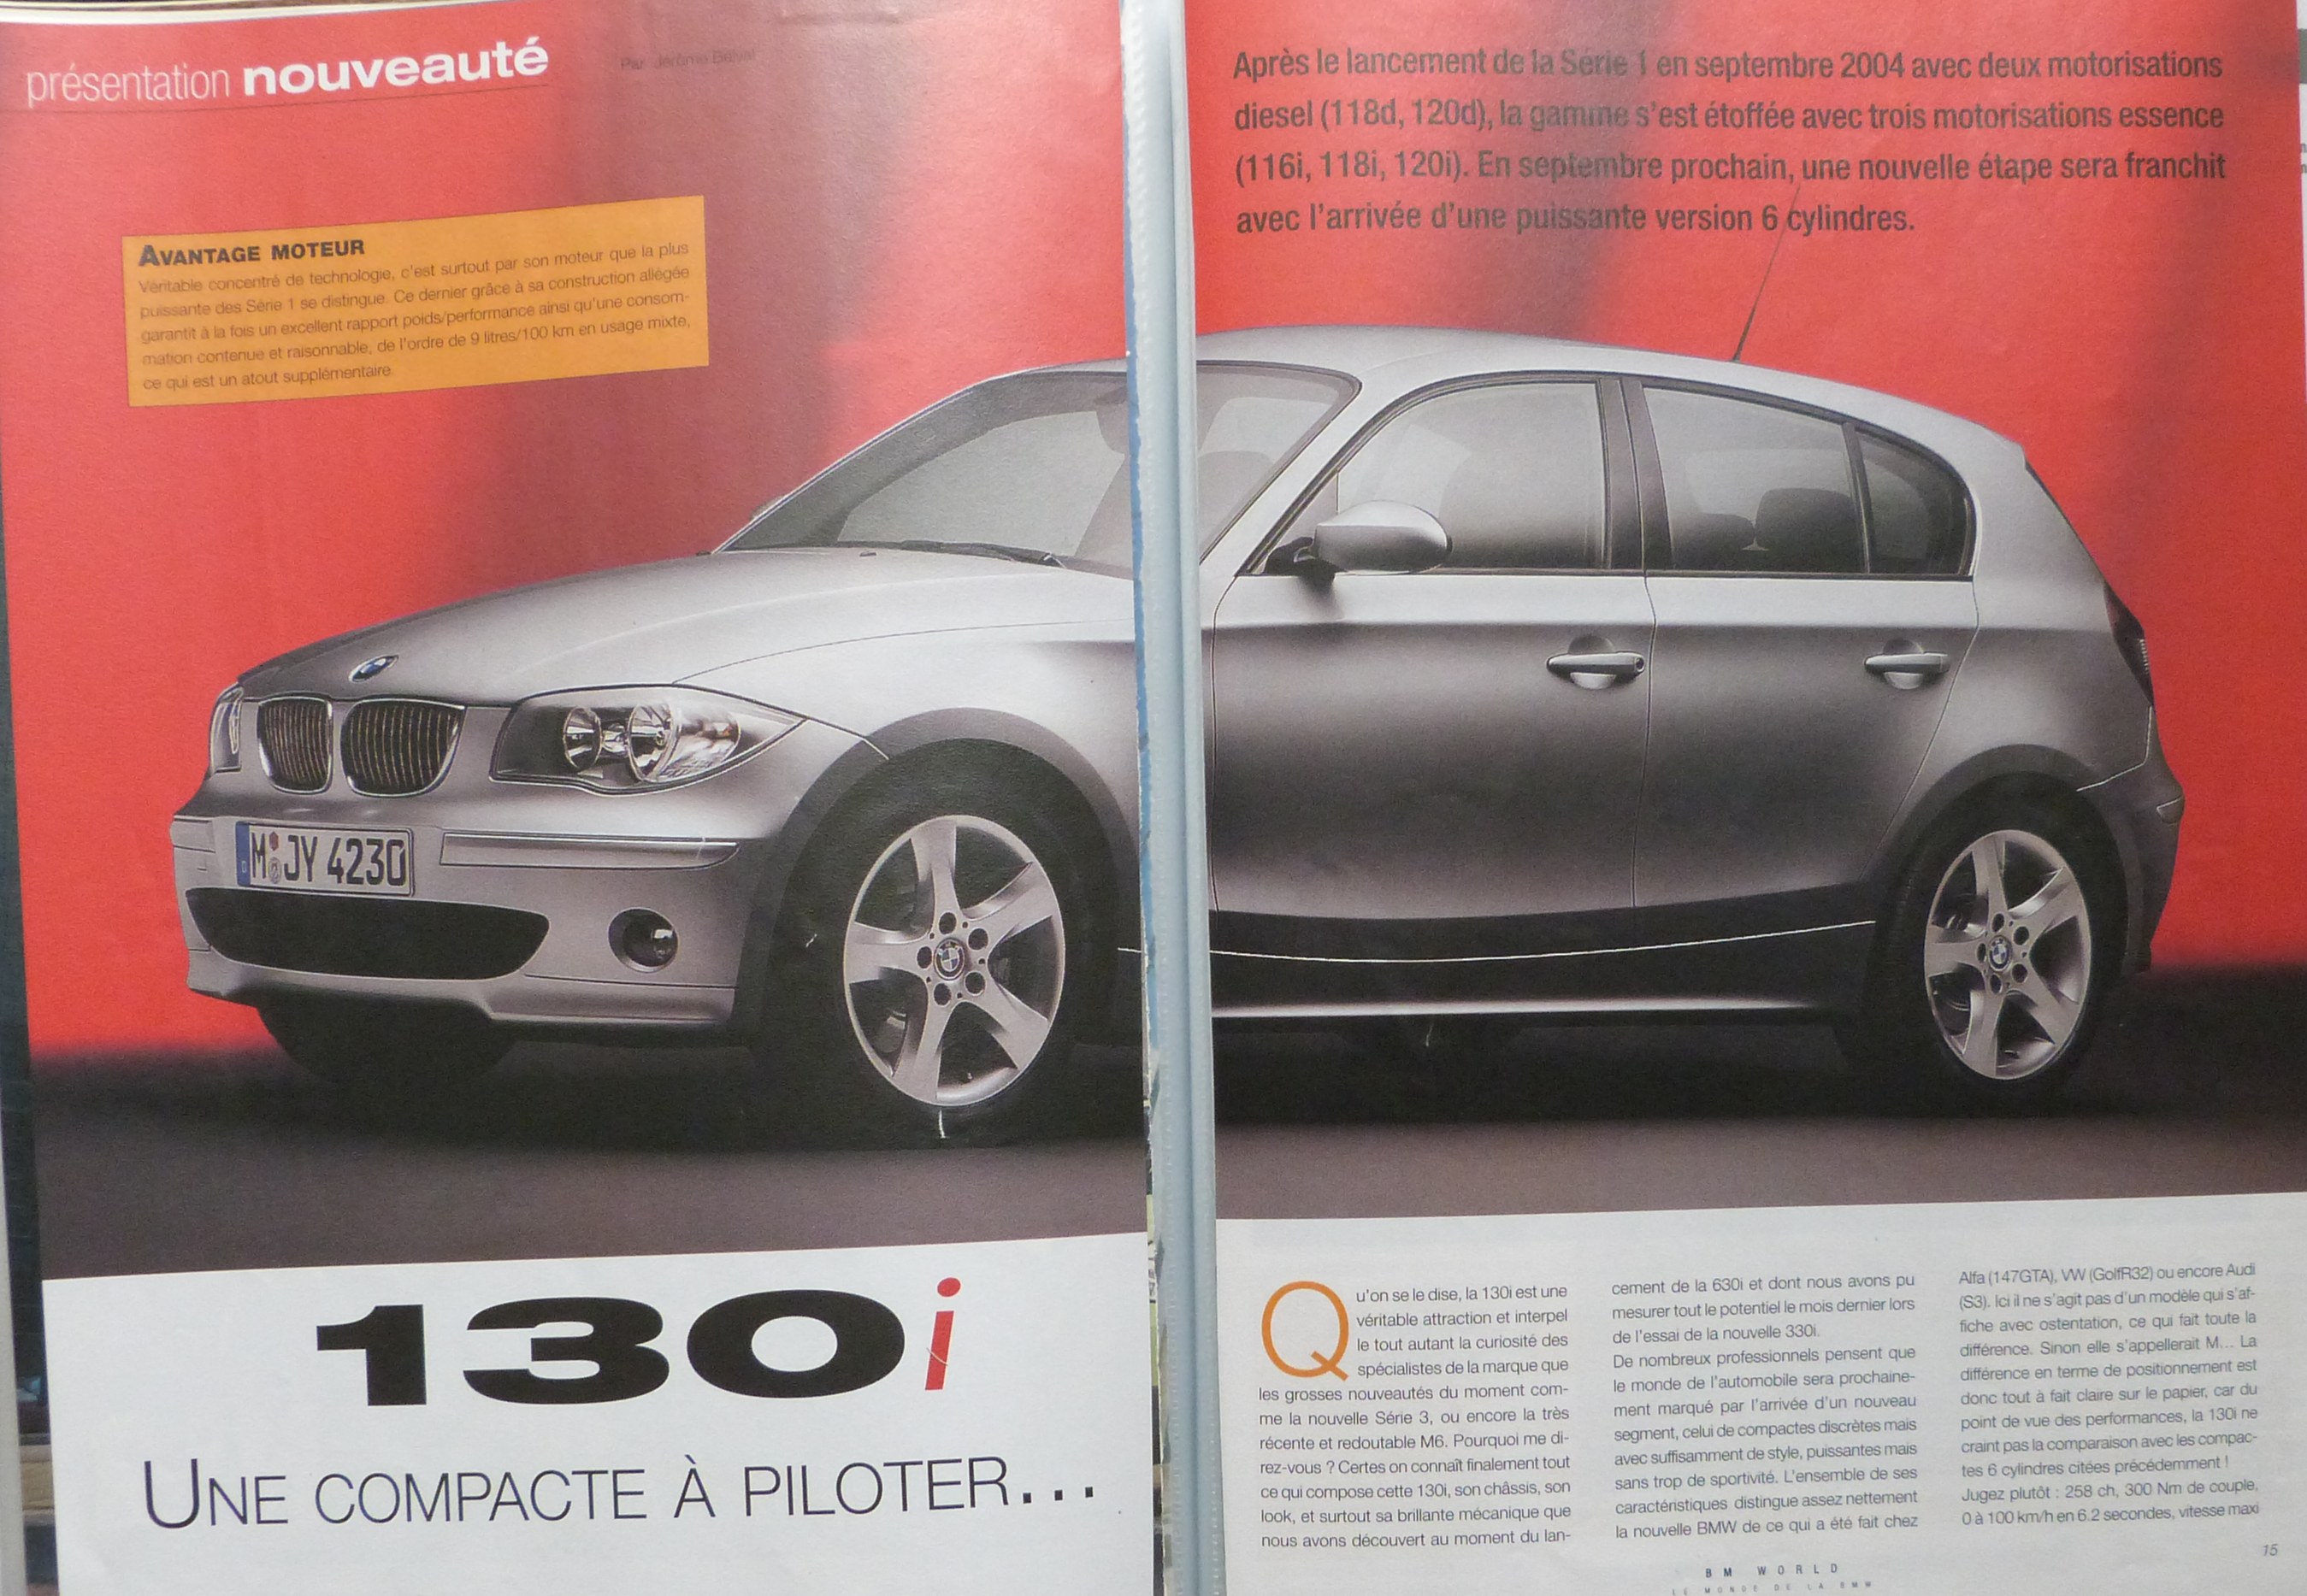 présentation nouveauté
Par Jérôme
Après le lancement de la Série 1 en septembre 2004 avec deux motorisations
diesel (118d, 120d), la gamme s'est étoffée avec trois motorisations essence
(116i, 118i, 120i). En septembre prochain, une nouvelle étape sera franchit
avec l'arrivée d'une puissante version 6 cylindres.
AVANTAGE MOTEUR
Véritable concentré de technologie, c'est surtout par son moteur que la plus
puissante des Série 1 se distingue. Ce dernier grâce à sa construction allégée
garantit à la fois un excellent rapport poids/performance ainsi qu'une consom-
mation contenue et raisonnable, de l'ordre de 9 litres/100 km en usage mixte,
ce qui est un atout supplémentaire.
M JY 4230
130i
UNE COMPACTE À PILOTER...
Qu'on se le dise, la 130i est une
véritable attraction et interpel
le tout autant la curiosité des
spécialistes de la marque que
les grosses nouveautés du moment com-
me la nouvelle Série 3, ou encore la très
récente et redoutable M6. Pourquoi me di-
rez-vous ? Certes on connaît finalement tout
ce qui compose cette 130i, son châssis, son
look, et surtout sa brillante mécanique que
nous avons découvert au moment du lan-
cement de la 630i et dont nous avons pu
mesurer tout le potentiel le mois dernier lors
de l'essai de la nouvelle 330i.
De nombreux professionnels pensent que
le monde de l'automobile sera prochaine-
ment marqué par l'arrivée d'un nouveau
segment, celui de compactes discrètes mais
avec suffisamment de style, puissantes mais
sans trop de sportivité. L'ensemble de ses
caractéristiques distingue assez nettement
la nouvelle BMW de ce qui a été fait chez
Alfa (147GTA), VW (GolfR32) ou encore Audi
(S3). Ici il ne s'agit pas d'un modèle qui s'af-
fiche avec ostentation, ce qui fait toute la
différence. Sinon elle s'appellerait M... La
différence en terme de positionnement est
donc tout à fait claire sur le papier, car du
point de vue des performances, la 130i ne
craint pas la comparaison avec les compac-
tes 6 cylindres citées précédemment !
Jugez plutôt : 258 ch, 300 Nm de couple,
0 à 100 km/h en 6.2 secondes, vitesse maxi
15
BM WORLD
LE MONDE DE LA BMW